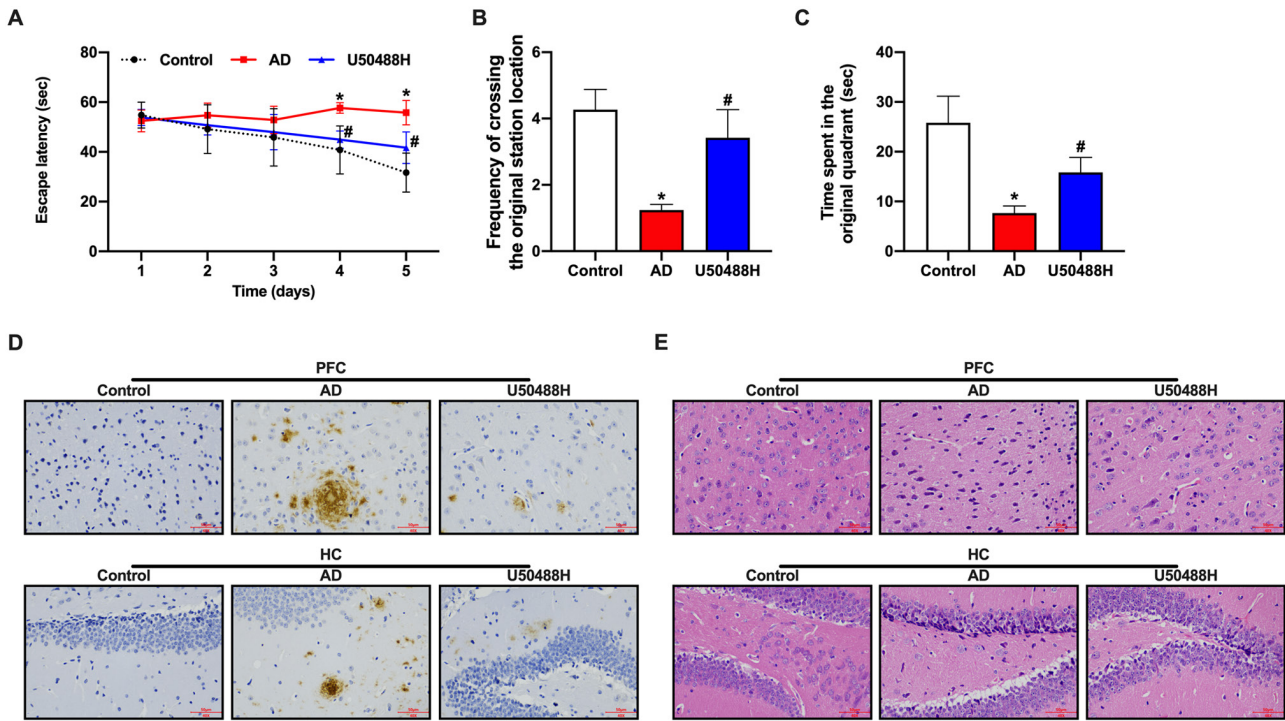 A
B
C
Control
AD
U50488H
Escape latency (sec)
80
60
40
20
0
*
*
#
#
1
2
3
4
5
Time (days)
Frequency of crossing
the original station location
6
4
2
0
*
#
Control
AD
U50488H
Time spent in the
original quadrant (sec)
40
30
20
10
0
*
#
Control
AD
U50488H
D
E
PFC
Control
AD
U50488H
PFC
Control
AD
U50488H
HC
Control
AD
U50488H
HC
Control
AD
U50488H